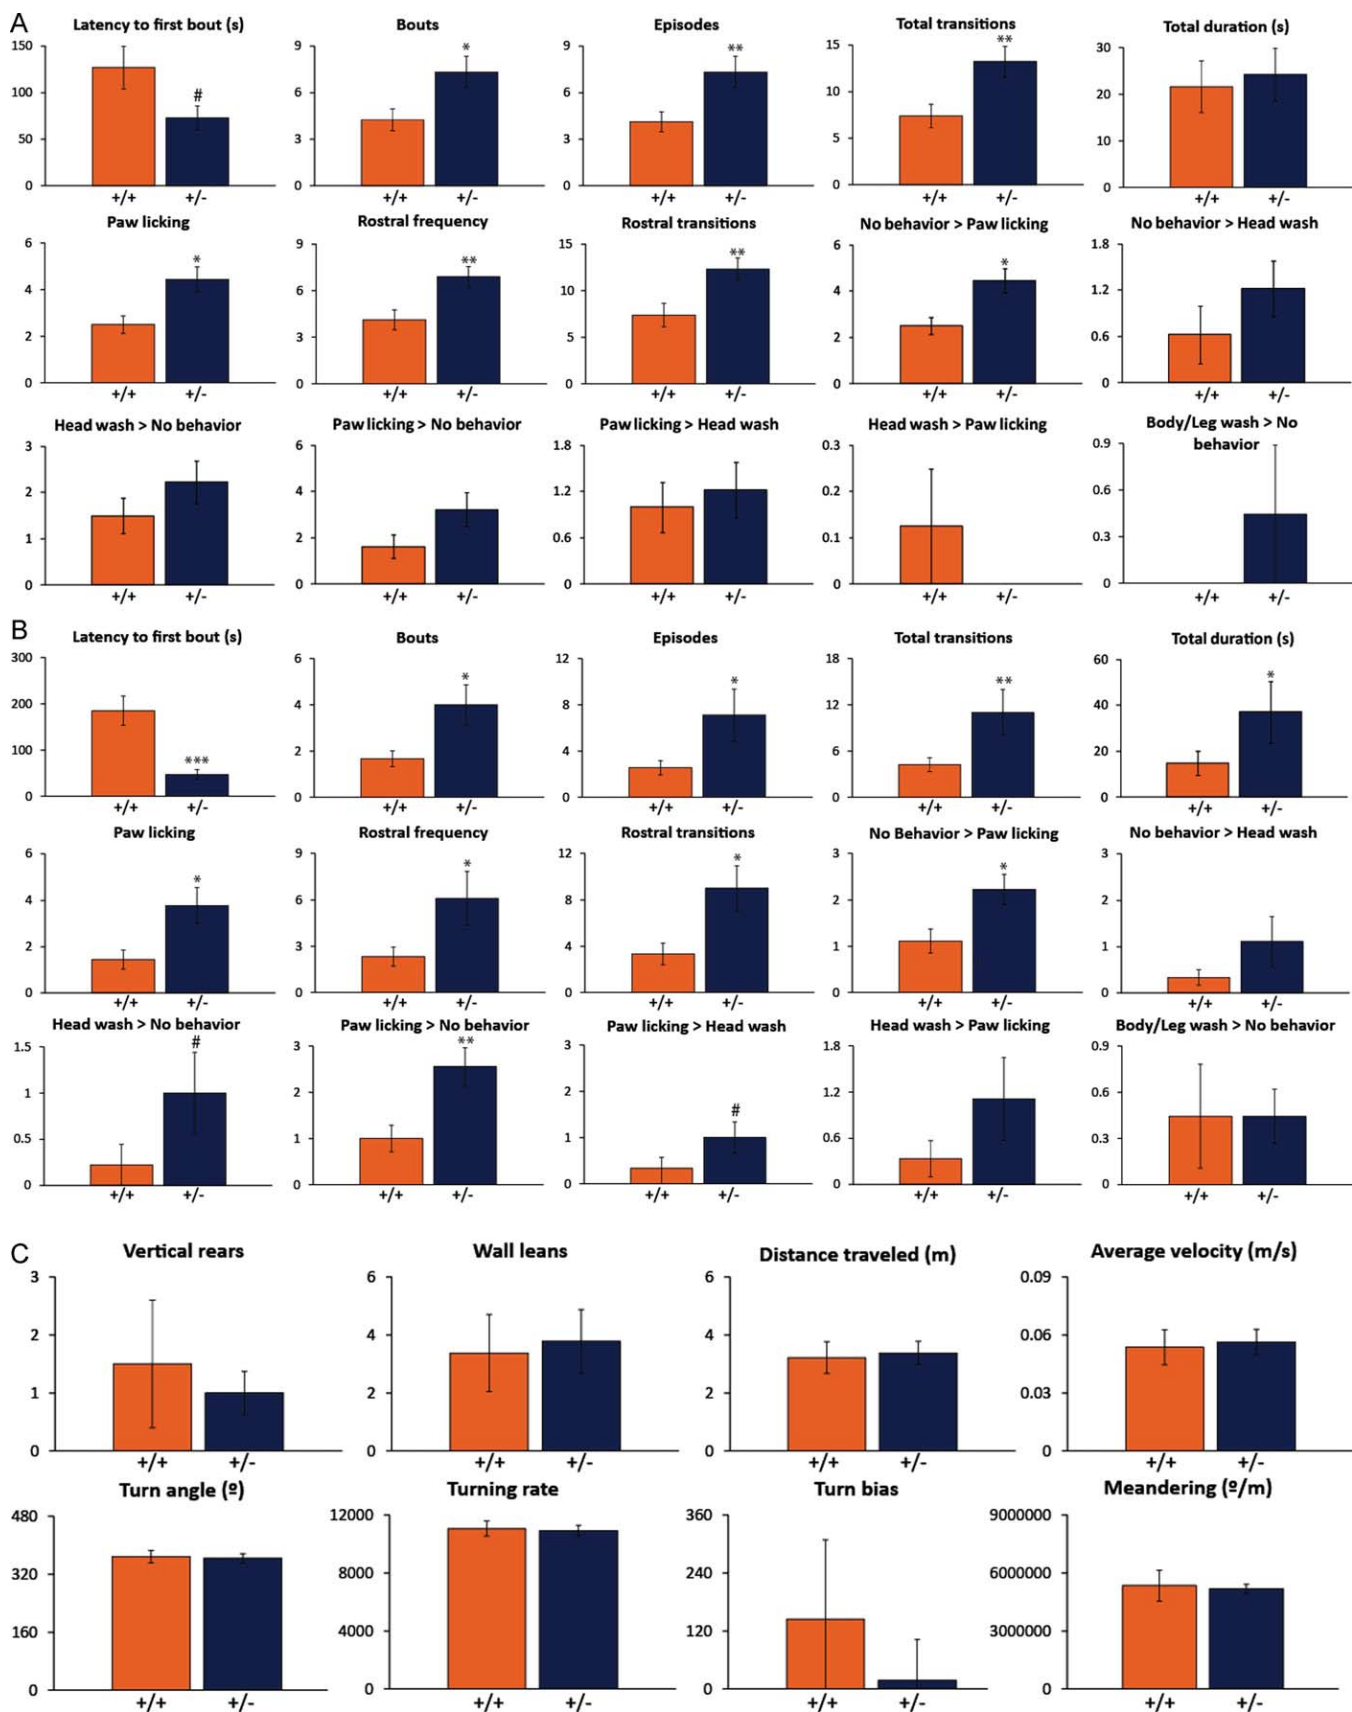 A
Latency to first bout (s) Bouts Episodes Total transitions Total duration (s)
150 100 50 0 # +/+ +/-
9 6 3 0 * +/+ +/-
9 6 3 0 ** +/+ +/-
15 10 5 0 ** +/+ +/-
30 20 10 0 +/+ +/-
Paw licking Rostral frequency Rostral transitions No behavior > Paw licking No behavior > Head wash
6 4 2 0 * +/+ +/-
9 6 3 0 ** +/+ +/-
15 10 5 0 ** +/+ +/-
6 4 2 0 * +/+ +/-
1.8 1.2 0.6 0 +/+ +/-
Head wash > No behavior Paw licking > No behavior Paw licking > Head wash Head wash > Paw licking Body/Leg wash > No
behavior
3 2 1 0 +/+ +/-
6 4 2 0 +/+ +/-
1.8 1.2 0.6 0 +/+ +/-
0.3 0.2 0.1 0 +/+ +/-
0.9 0.6 0.3 0 +/+ +/-
B
Latency to first bout (s) Bouts Episodes Total transitions Total duration (s)
300 200 100 0 *** +/+ +/-
6 4 2 0 * +/+ +/-
12 8 4 0 * +/+ +/-
18 12 6 0 ** +/+ +/-
60 40 20 0 * +/+ +/-
Paw licking Rostral frequency Rostral transitions No Behavior > Paw licking No behavior > Head wash
6 4 2 0 * +/+ +/-
9 6 3 0 * +/+ +/-
12 8 4 0 * +/+ +/-
3 2 1 0 * +/+ +/-
3 2 1 0 +/+ +/-
Head wash > No behavior Paw licking > No behavior Paw licking > Head wash Head wash > Paw licking Body/Leg wash > No behavior
1.5 1 0.5 0 # +/+ +/-
3 2 1 0 ** +/+ +/-
3 2 1 0 # +/+ +/-
1.8 1.2 0.6 0 +/+ +/-
0.9 0.6 0.3 0 +/+ +/-
C
Vertical rears Wall leans Distance traveled (m) Average velocity (m/s)
3 2 1 0 +/+ +/-
6 4 2 0 +/+ +/-
6 4 2 0 +/+ +/-
0.09 0.06 0.03 0 +/+ +/-
Turn angle (º) Turning rate Turn bias Meandering (º/m)
480 320 160 0 +/+ +/-
12000 8000 4000 0 +/+ +/-
360 240 120 0 +/+ +/-
9000000 6000000 3000000 0 +/+ +/-